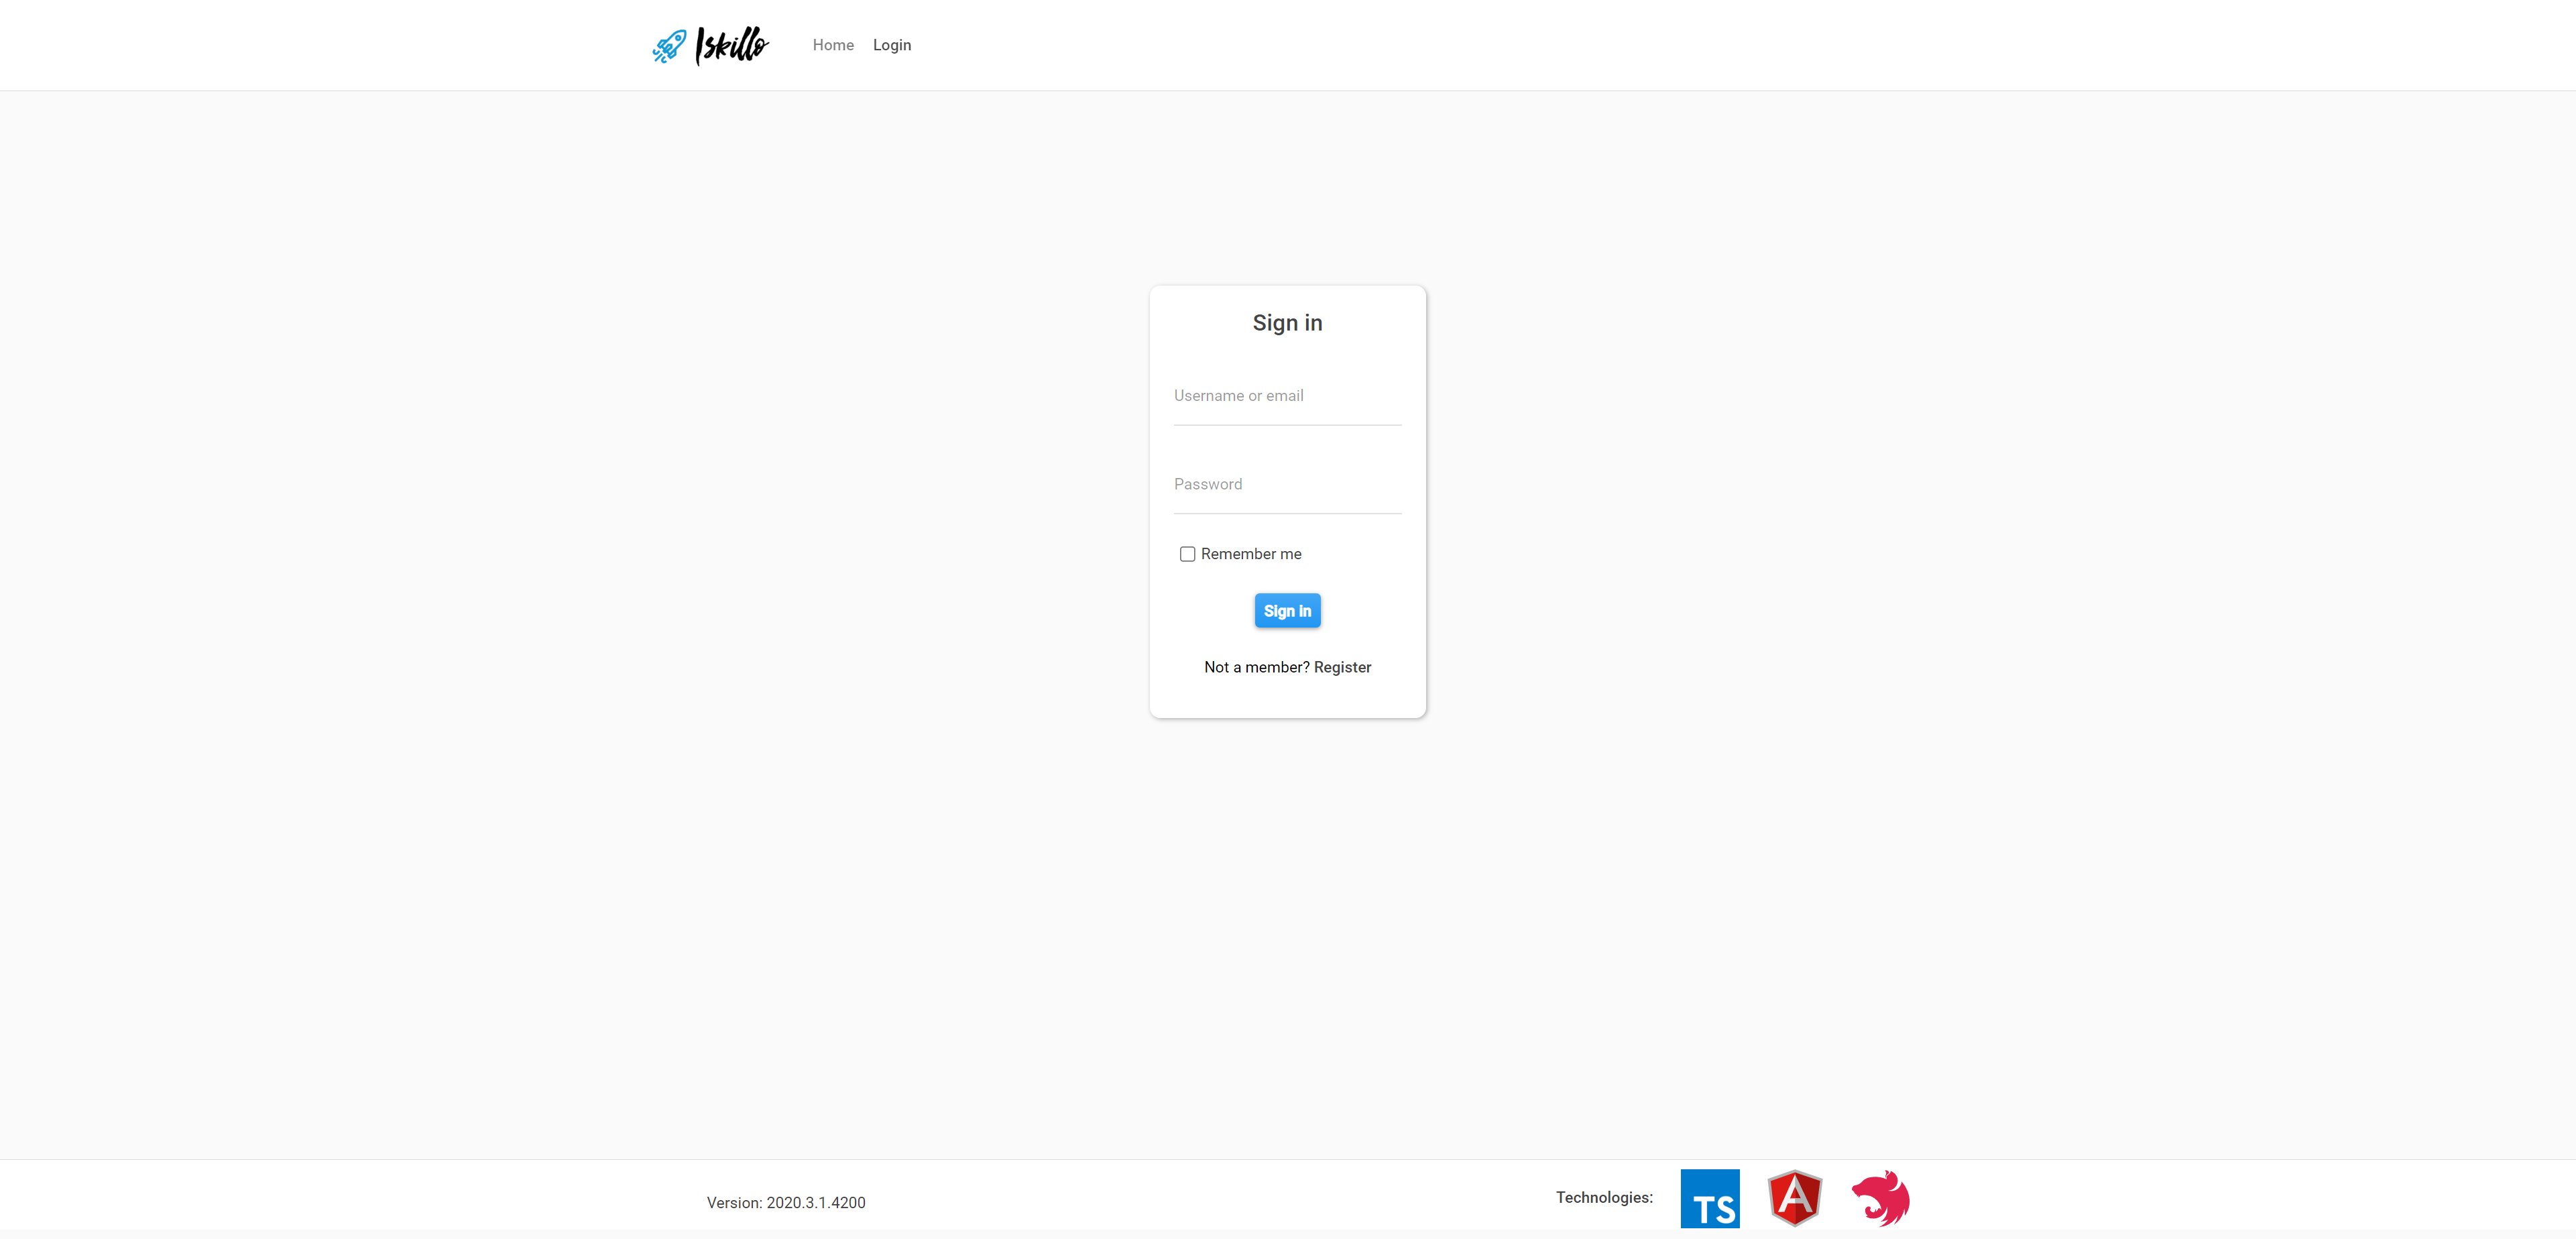 Iskillo Home Login
Sign in
Username or email
Password
Remember me
Sign in
Not a member? Register
Version: 2020.3.1.4200
Technologies: TS A